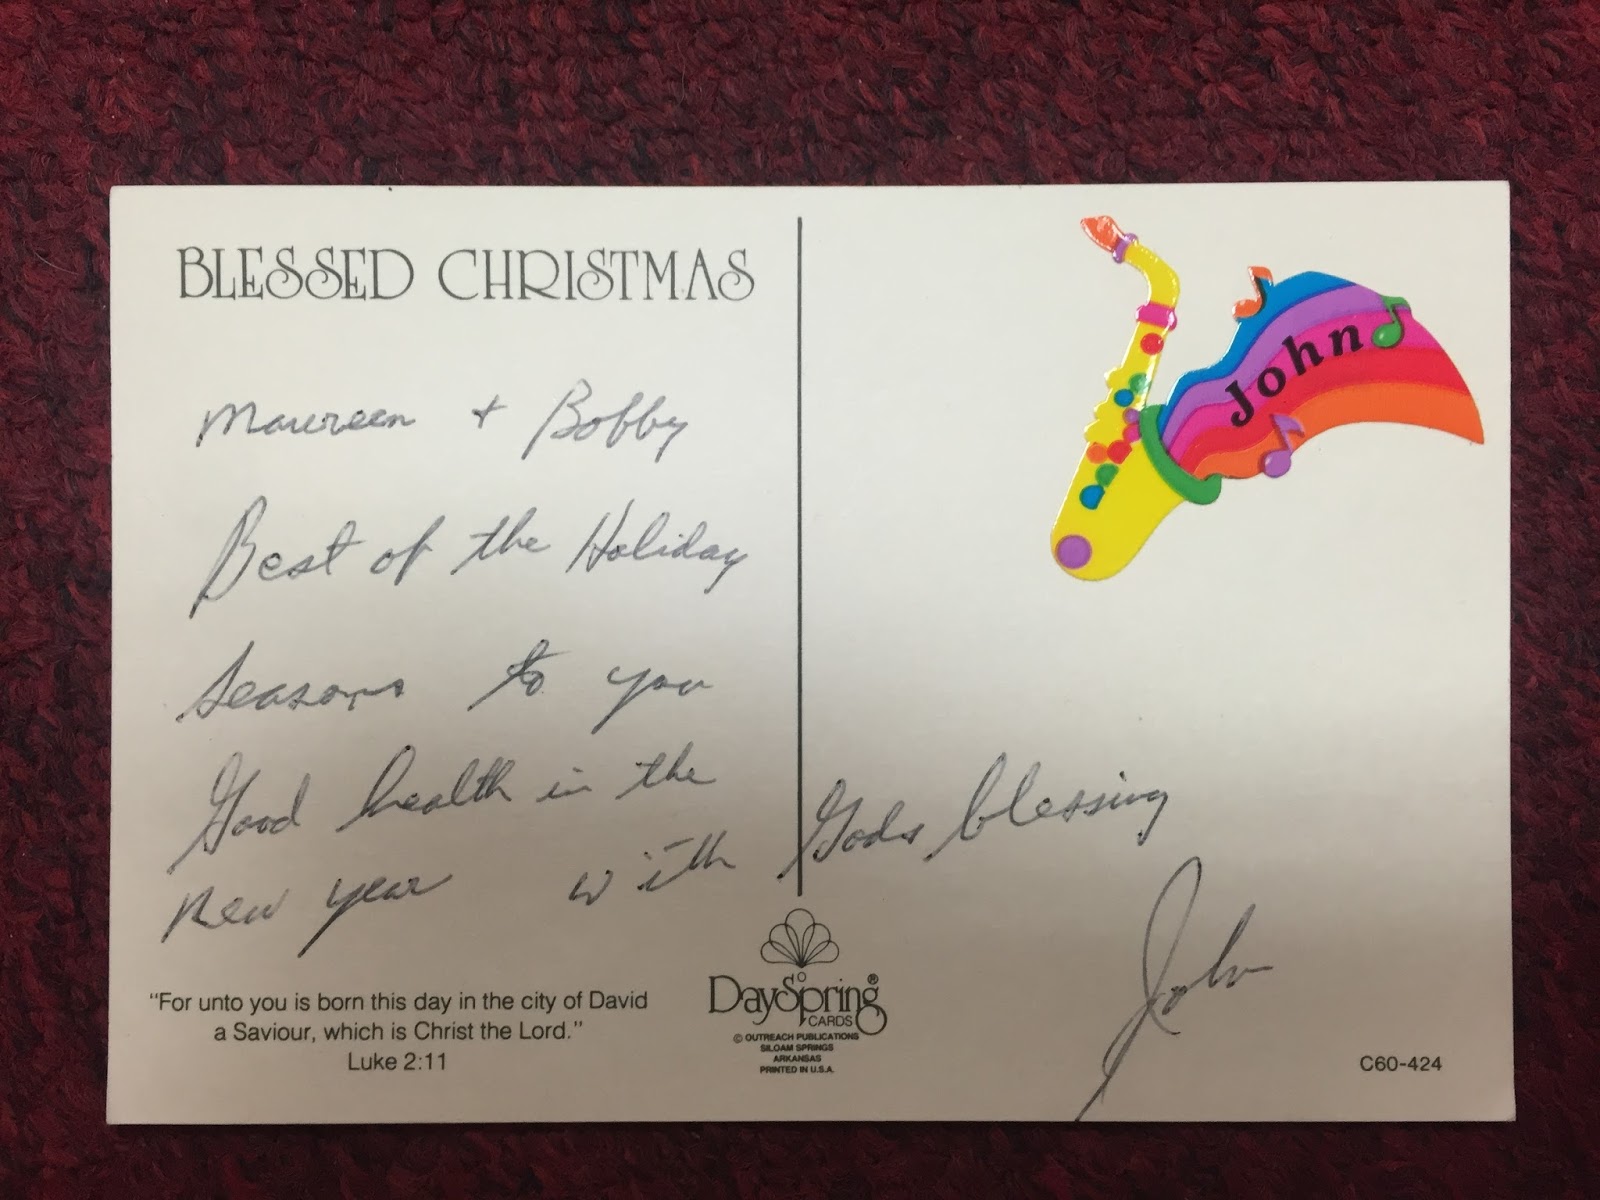 BLESSED CHRISTMAS
Maureen + Bobby
Best of the Holiday
Seasons to you
Good health in the
New year with Gods blessing
John
"For unto you is born this day in the city of David
a Saviour, which is Christ the Lord."
Luke 2:11
DaySpring®
CARDS
© OUTREACH PUBLICATIONS
SILOAM SPRINGS
ARKANSAS
PRINTED IN U.S.A.
John
C60-424